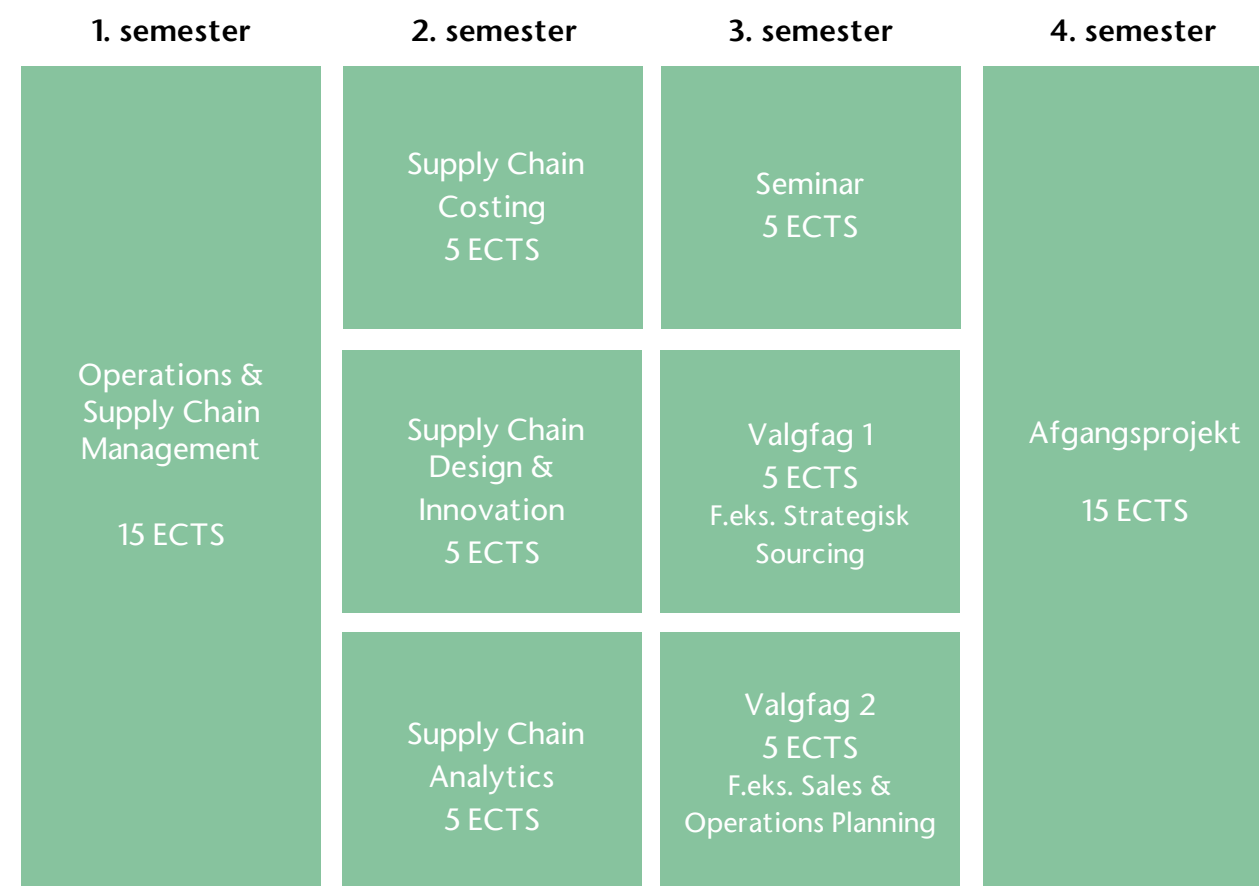 1. semester
2. semester
3. semester
4. semester
Operations &
Supply Chain
Management
15 ECTS
Supply Chain
Costing
5 ECTS
Supply Chain
Design &
Innovation
5 ECTS
Supply Chain
Analytics
5 ECTS
Seminar
5 ECTS
Valgfag 1
5 ECTS
F.eks. Strategisk
Sourcing
Valgfag 2
5 ECTS
F.eks. Sales &
Operations Planning
Afgangsprojekt
15 ECTS